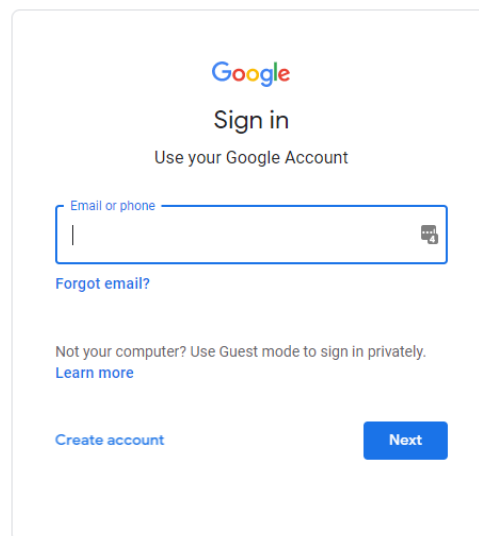 Google
Sign in
Use your Google Account
Email or phone
4
Forgot email?
Not your computer? Use Guest mode to sign in privately.
Learn more
Create account
Next